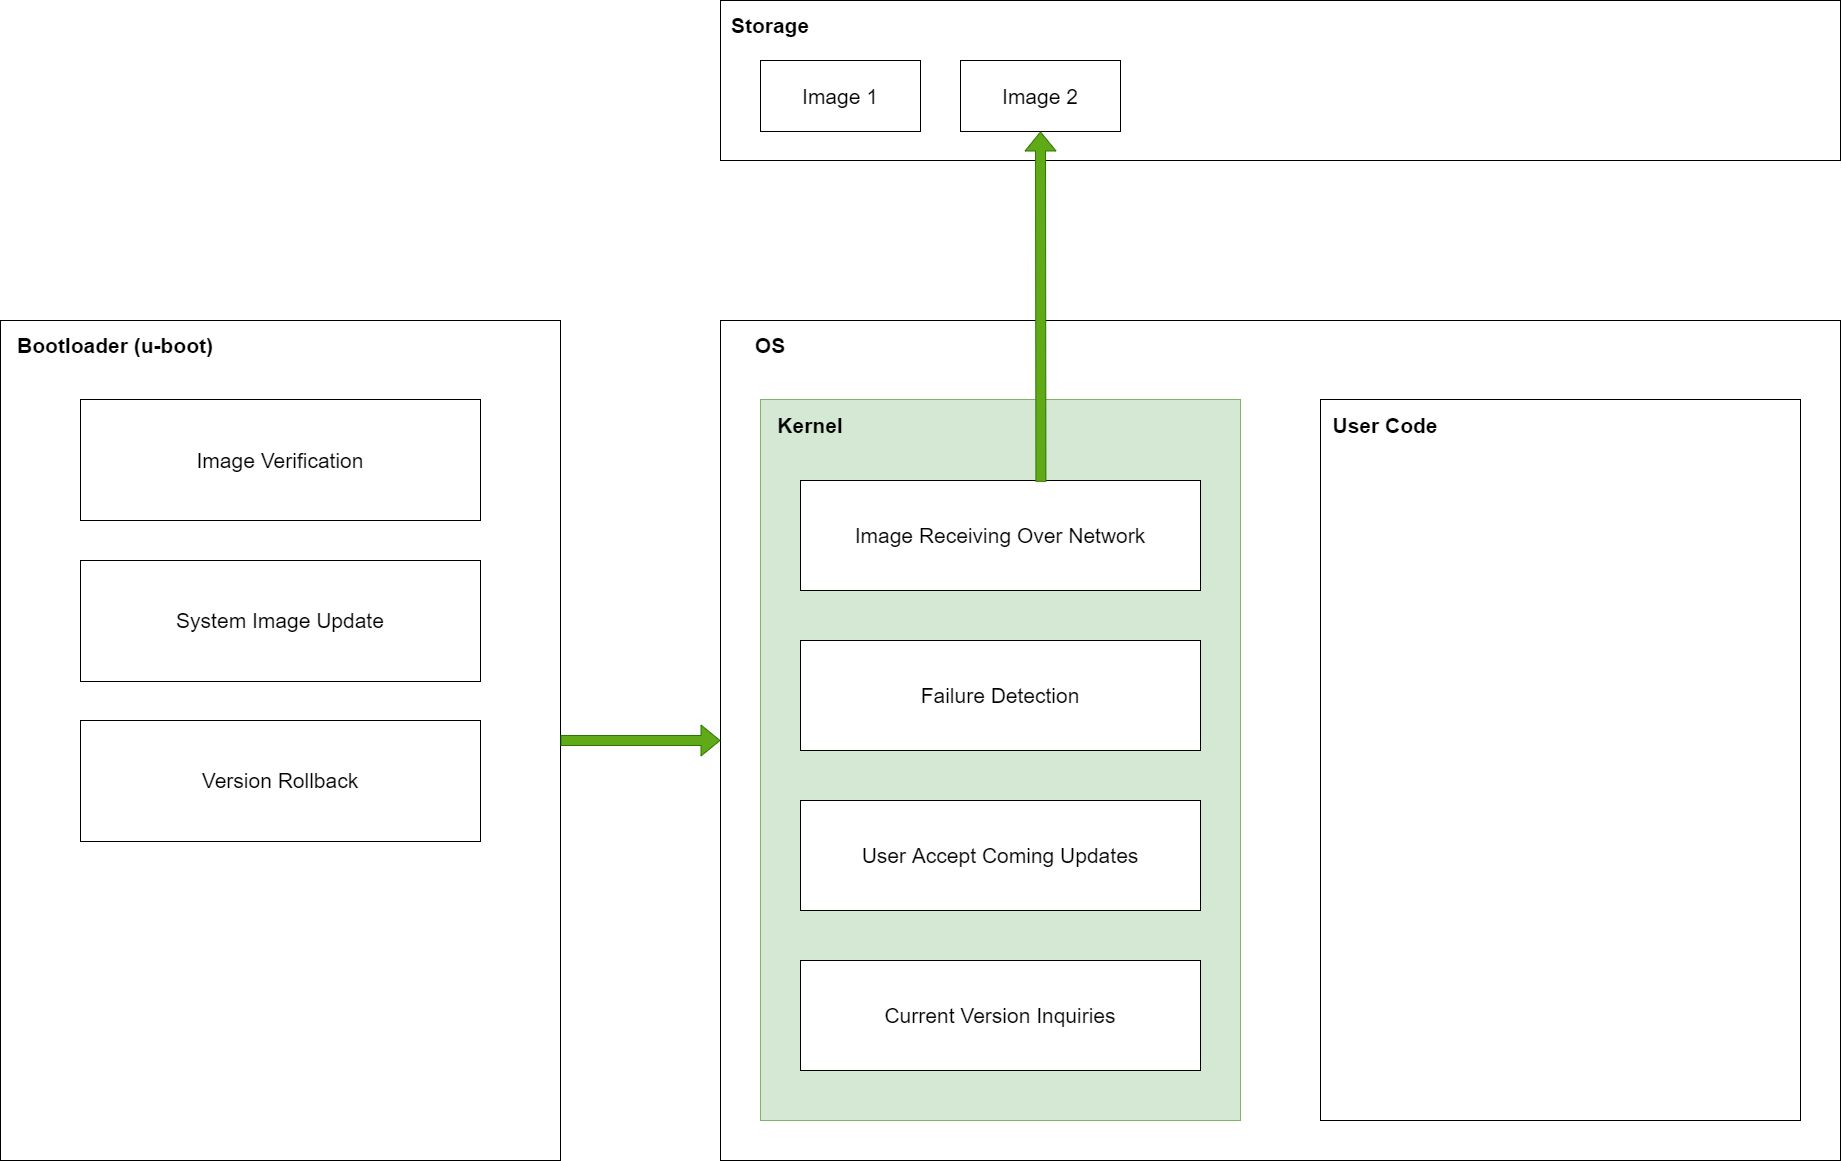 Storage
Image 1
Image 2
Bootloader (u-boot)
Image Verification
System Image Update
Version Rollback
OS
Kernel
Image Receiving Over Network
Failure Detection
User Accept Coming Updates
Current Version Inquiries
User Code